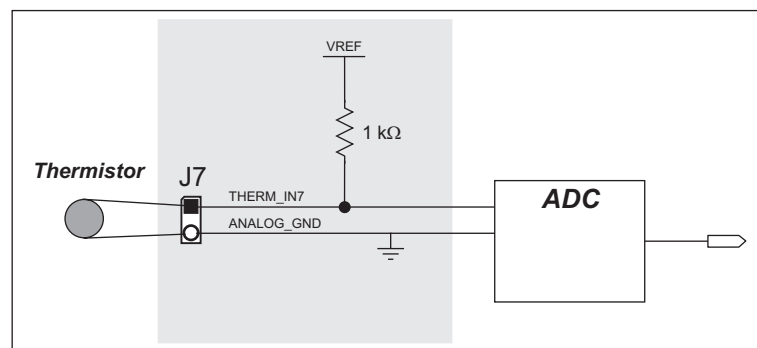 VREF
1 kΩ
Thermistor
J7
THERM_IN7
ADC
ANALOG_GND